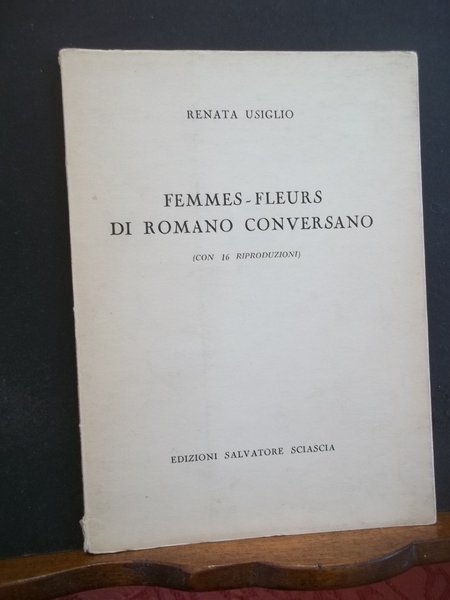 RENATA USIGLIO
FEMMES-FLEURS
DI ROMANO CONVERSANO
(CON 16 RIPRODUZIONI)
EDIZIONI SALVATORE SCIASCIA